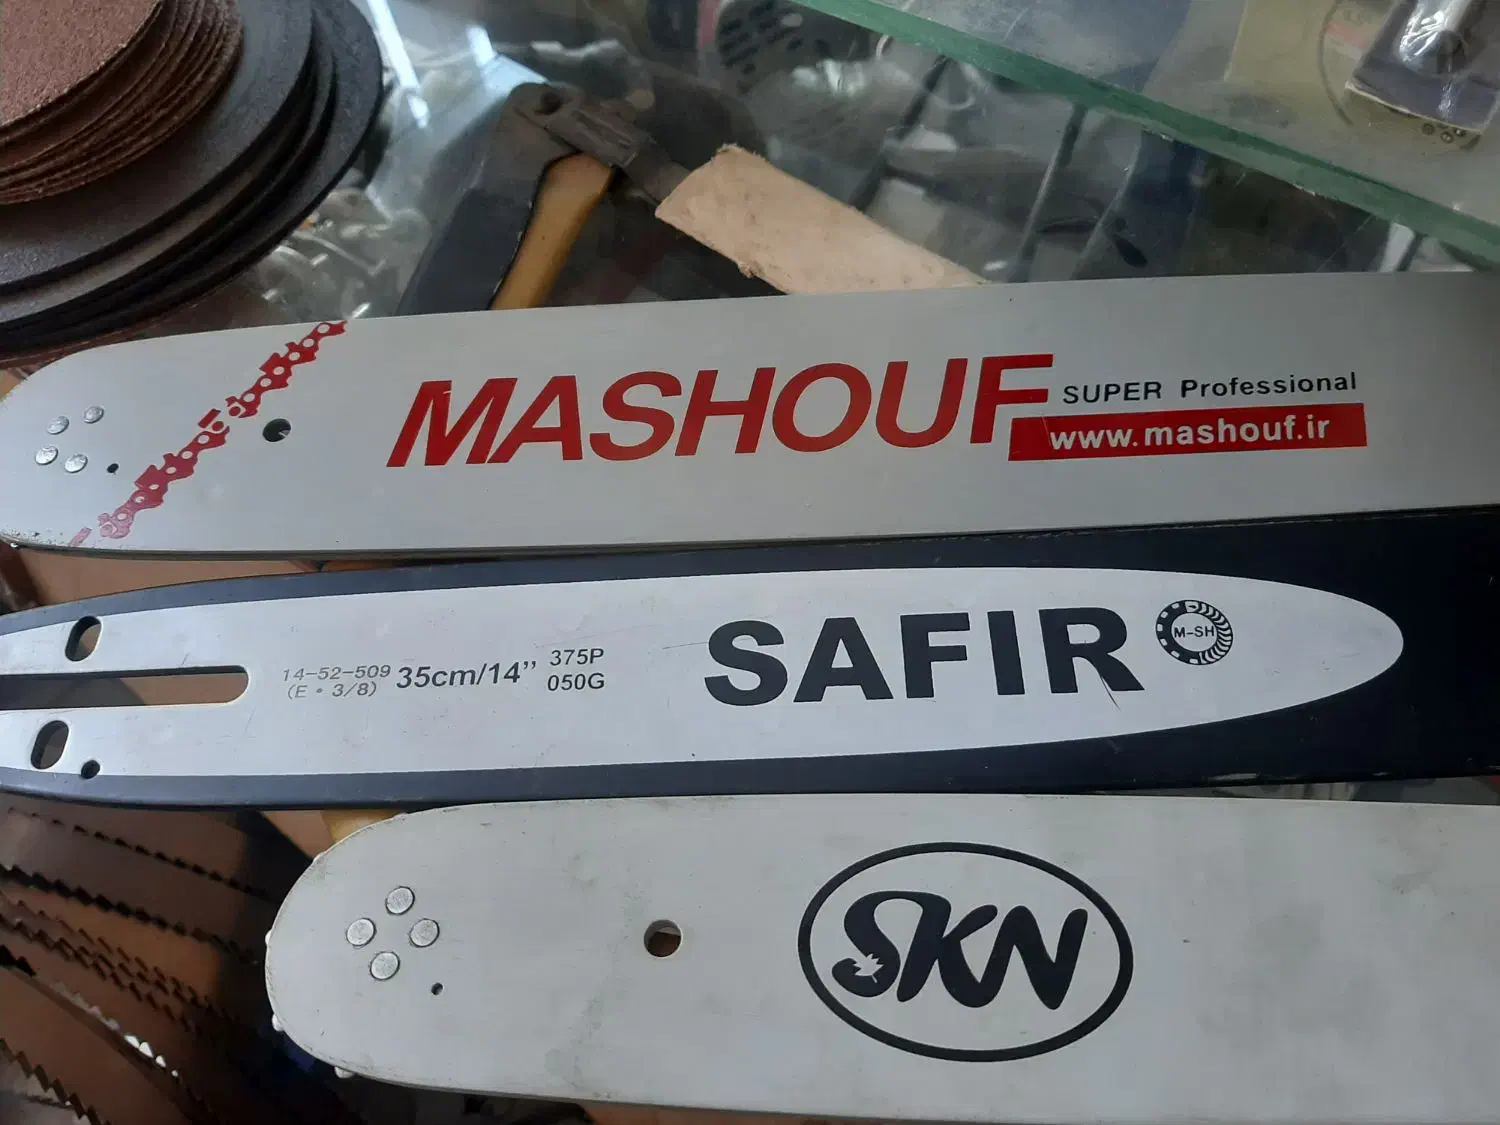 MASHOUF
SUPER Professional
www.mashouf.ir
14-52-509
(E • 3/8)
35cm/14”
375P
050G
SAFIR
M-SH
SKN